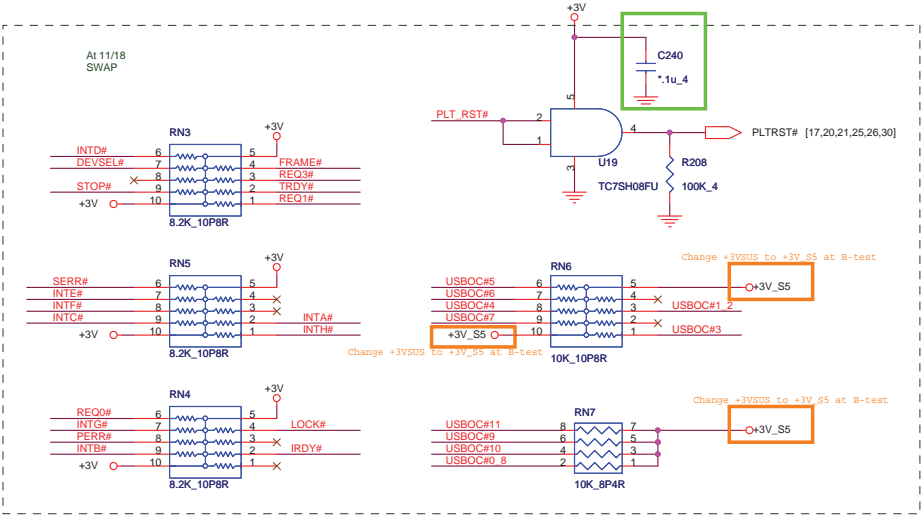 +3V
At 11/18
SWAP
C240
*.1u_4
5
PLT_RST#
2
1
4
3
U19
TC7SH08FU
PLTRST# [17,20,21,25,26,30]
R208
100K_4
RN3
+3V
INTD# 6 5
DEVSEL# 7 4 FRAME#
8 3 REQ3#
STOP# 9 2 TRDY#
+3V 10 1 REQ1#
8.2K_10P8R
RN5
+3V
SERR# 6 5
INTE# 7 4
INTF# 8 3
INTC# 9 2 INTA#
+3V 10 1 INTH#
8.2K_10P8R
Change +3VSUS to +3V_S5 at B-test
RN6
USBOC#5 6 5 +3V_S5
USBOC#6 7 4
USBOC#4 8 3 USBOC#1_2
USBOC#7 9 2
+3V_S5 10 1 USBOC#3
Change +3VSUS to +3V_S5 at B-test
10K_10P8R
RN4
+3V
REQ0# 6 5
INTG# 7 4 LOCK#
PERR# 8 3
INTB# 9 2 IRDY#
+3V 10 1
8.2K_10P8R
Change +3VSUS to +3V_S5 at B-test
RN7
USBOC#11 8 7 +3V_S5
USBOC#9 6 5
USBOC#10 4 3
USBOC#0_8 2 1
10K_8P4R